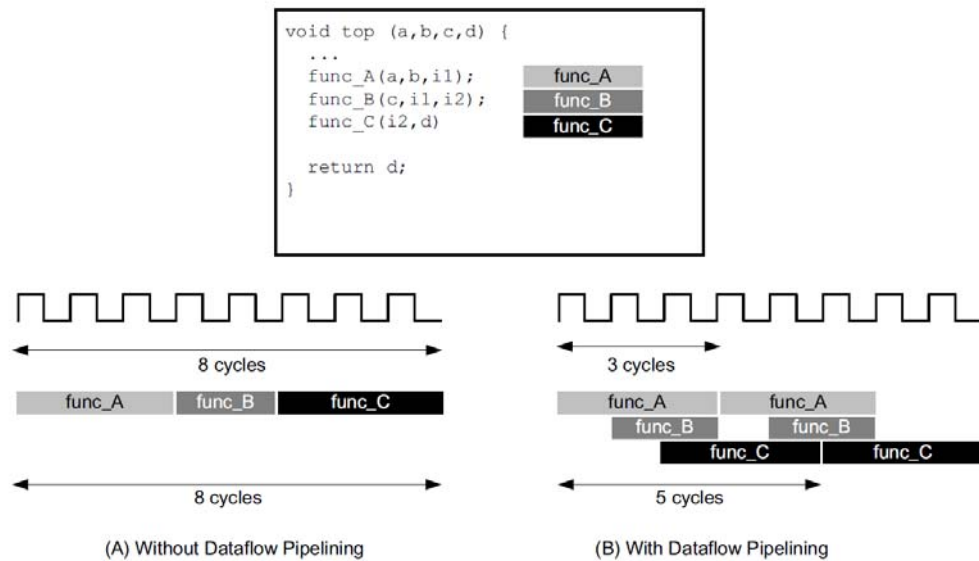 void top (a,b,c,d) {
...
func_A(a,b,i1);
func_B(c,i1,i2);
func_C(i2,d)
return d;
}
func_A
func_B
func_C
8 cycles
func_A func_B func_C
8 cycles
(A) Without Dataflow Pipelining
3 cycles
func_A func_A
func_B func_B
func_C func_C
5 cycles
(B) With Dataflow Pipelining